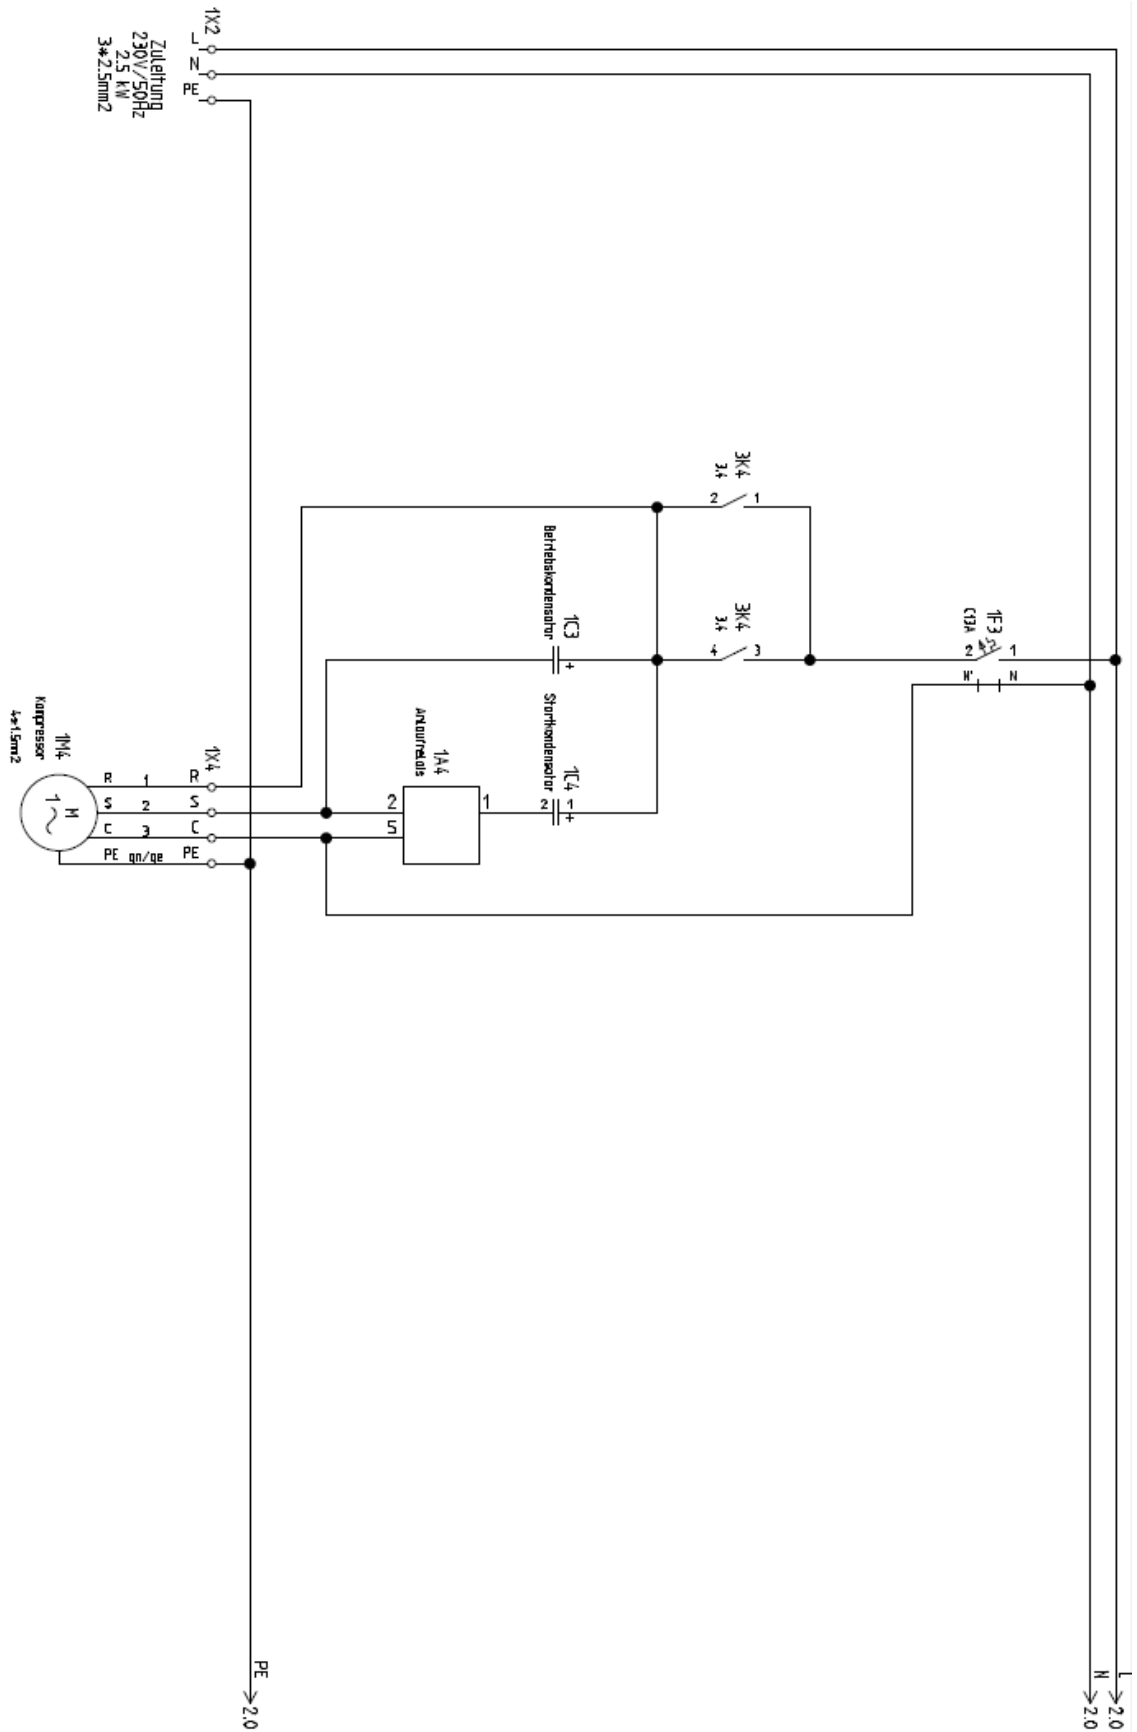 1X2
L
N
PE
Zuleitung
230V/50Hz
2.5 kW
3*2.5mm2
3K4
3.4
1
2
3K4
3.4
3
4
1F3
C13A
1
2
N
N'
1C3
Betriebskondensator
+
1C4
Startkondensator
1
2
+
1A4
Anlaufrelais
1
2
5
1X4
R
S
C
PE
R 1
S 2
C 3
PE gn/ge
1M4
Kompressor
4*1.5mm2
M
1
L
2.0
N
2.0
PE
2.0